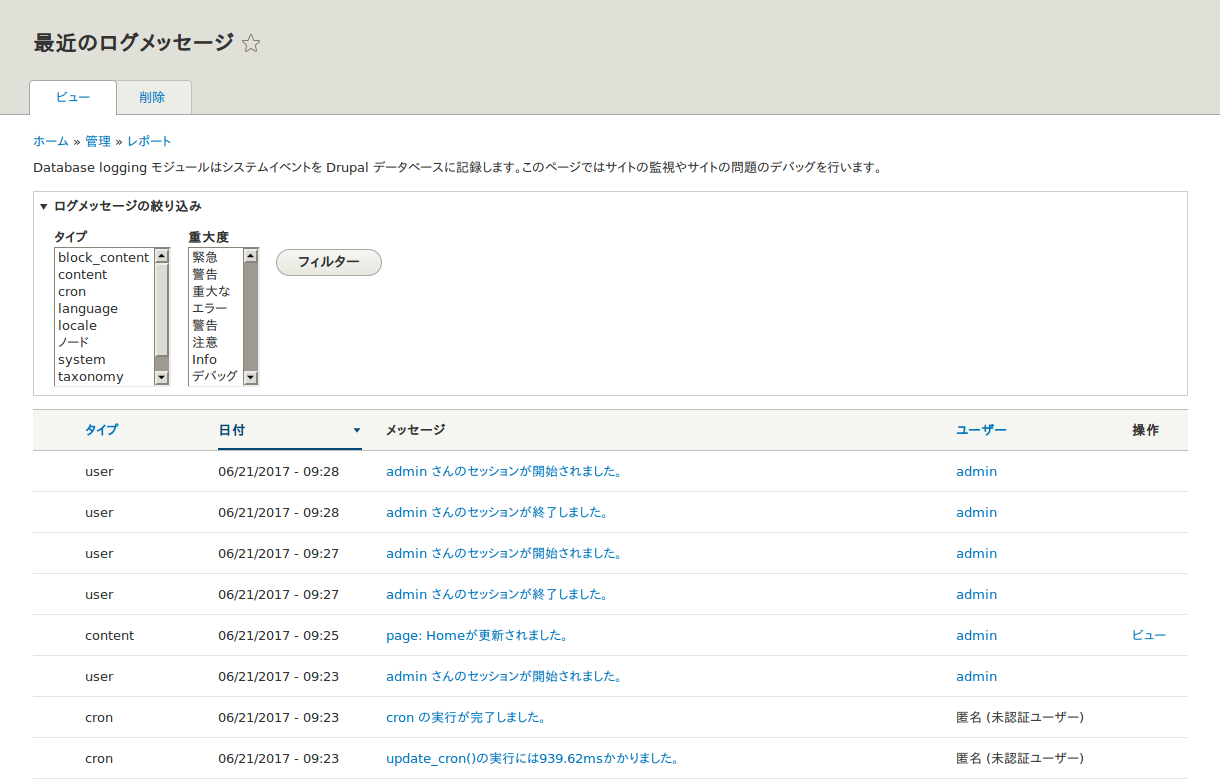 最近のログメッセージ
ビュー 削除
ホーム » 管理 » レポート
Database logging モジュールはシステムイベントを Drupal データベースに記録します。このページではサイトの監視やサイトの問題のデバッグを行います。
ログメッセージの絞り込み
タイプ
block_content
content
cron
language
locale
ノード
system
taxonomy
重大度
緊急
警告
重大な
エラー
警告
注意
Info
デバッグ
フィルター
タイプ 日付 メッセージ ユーザー 操作
user 06/21/2017 - 09:28 admin さんのセッションが開始されました。 admin
user 06/21/2017 - 09:28 admin さんのセッションが終了しました。 admin
user 06/21/2017 - 09:27 admin さんのセッションが開始されました。 admin
user 06/21/2017 - 09:27 admin さんのセッションが終了しました。 admin
content 06/21/2017 - 09:25 page: Homeが更新されました。 admin ビュー
user 06/21/2017 - 09:23 admin さんのセッションが開始されました。 admin
cron 06/21/2017 - 09:23 cron の実行が完了しました。 匿名 (未認証ユーザー)
cron 06/21/2017 - 09:23 update_cron()の実行には939.62msかかりました。 匿名 (未認証ユーザー)